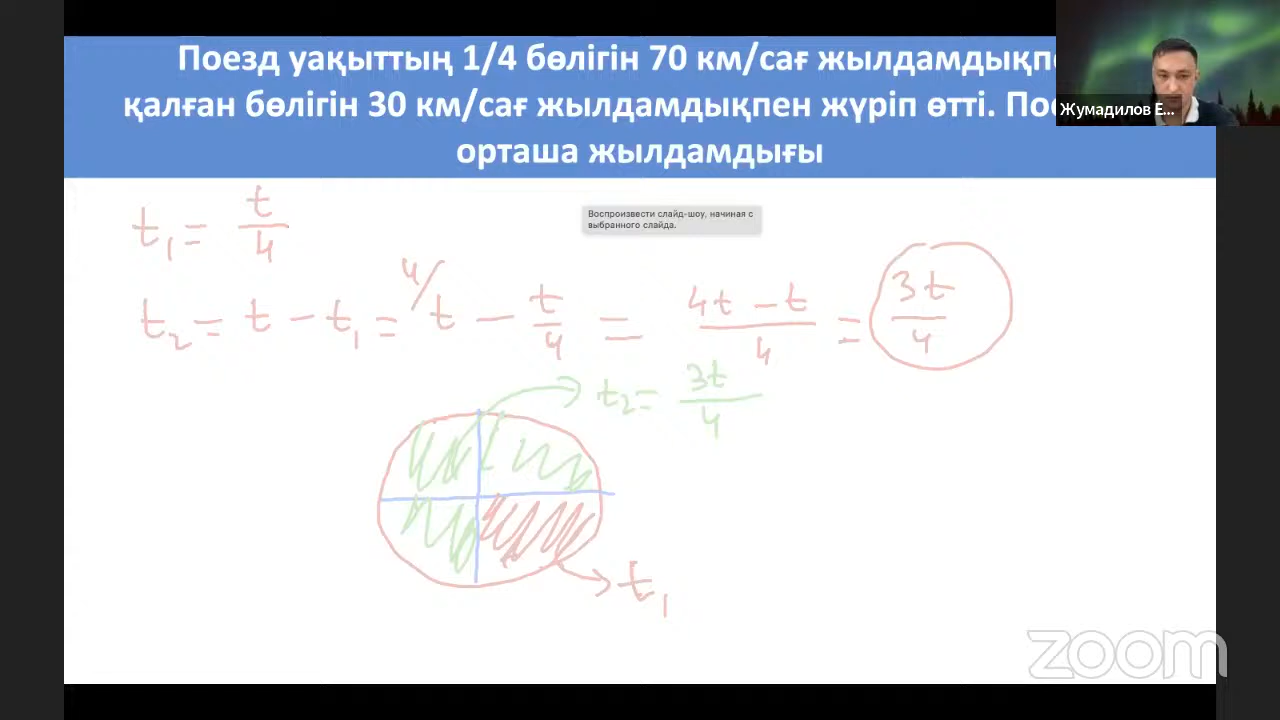 Поезд уақыттың 1/4 бөлігін 70 км/сағ жылдамдықп
қалған бөлігін 30 км/сағ жылдамдықпен жүріп өтті.
орташа жылдамдығы
Жумадилов Е...
Воспроизвести слайд-шоу, начиная с
выбранного слайда.
t₁ = t/4
t₂ = t - t₁ = 4/ t - t/4 = (4t - t)/4 = 3t/4
t₂ = 3t/4
t₁
zoom